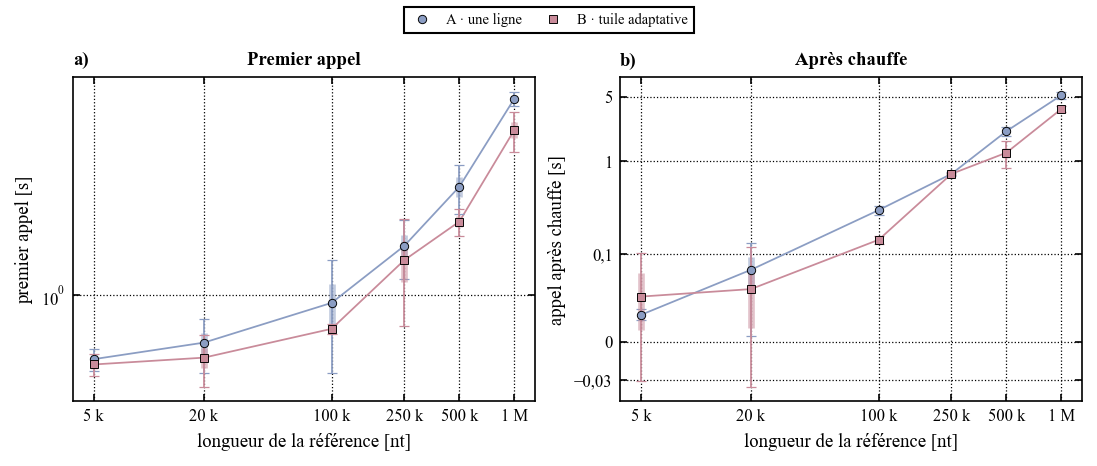 A · une ligne
B · tuile adaptative
a)
Premier appel
premier appel [s]
10⁰
5 k
20 k
100 k
250 k
500 k
1 M
longueur de la référence [nt]
b)
Après chauffe
appel après chauffe [s]
5
1
0,1
0
−0,03
5 k
20 k
100 k
250 k
500 k
1 M
longueur de la référence [nt]